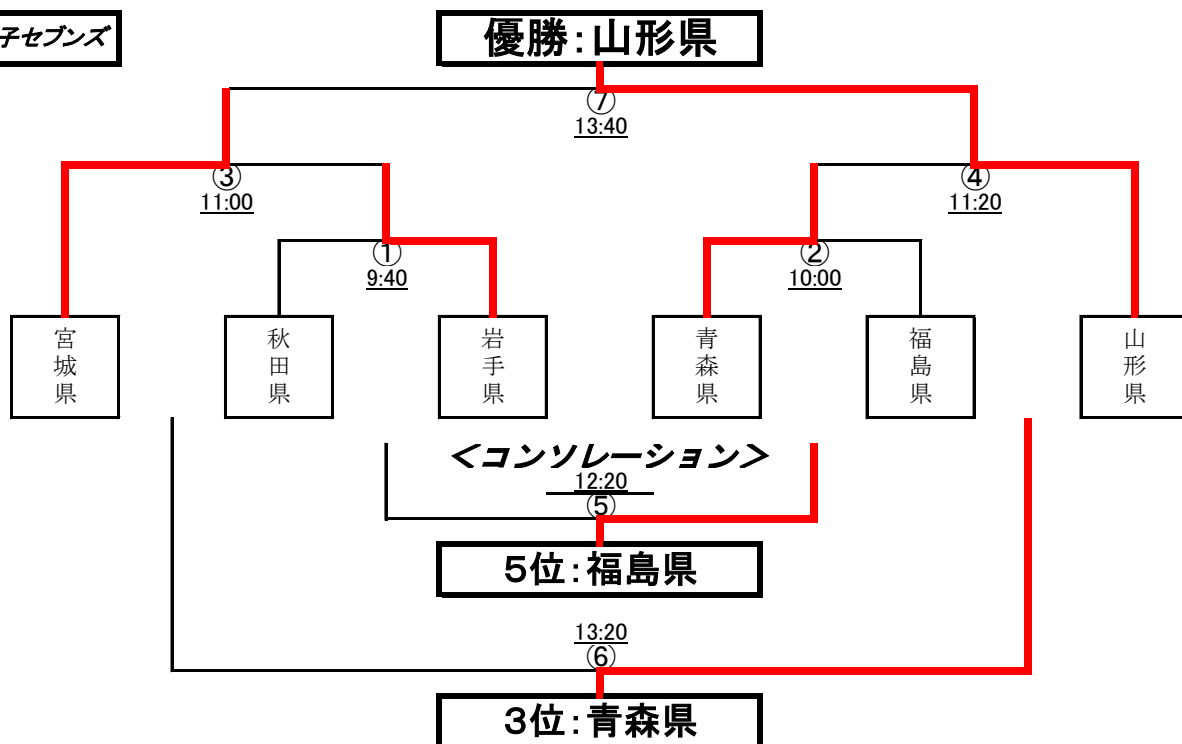 子セブンズ
優勝：山形県
⑦
13:40
③
11:00
④
11:20
①
9:40
②
10:00
宮城県
秋田県
岩手県
青森県
福島県
山形県
＜コンソレーション＞
12:20
⑤
５位：福島県
13:20
⑥
３位：青森県